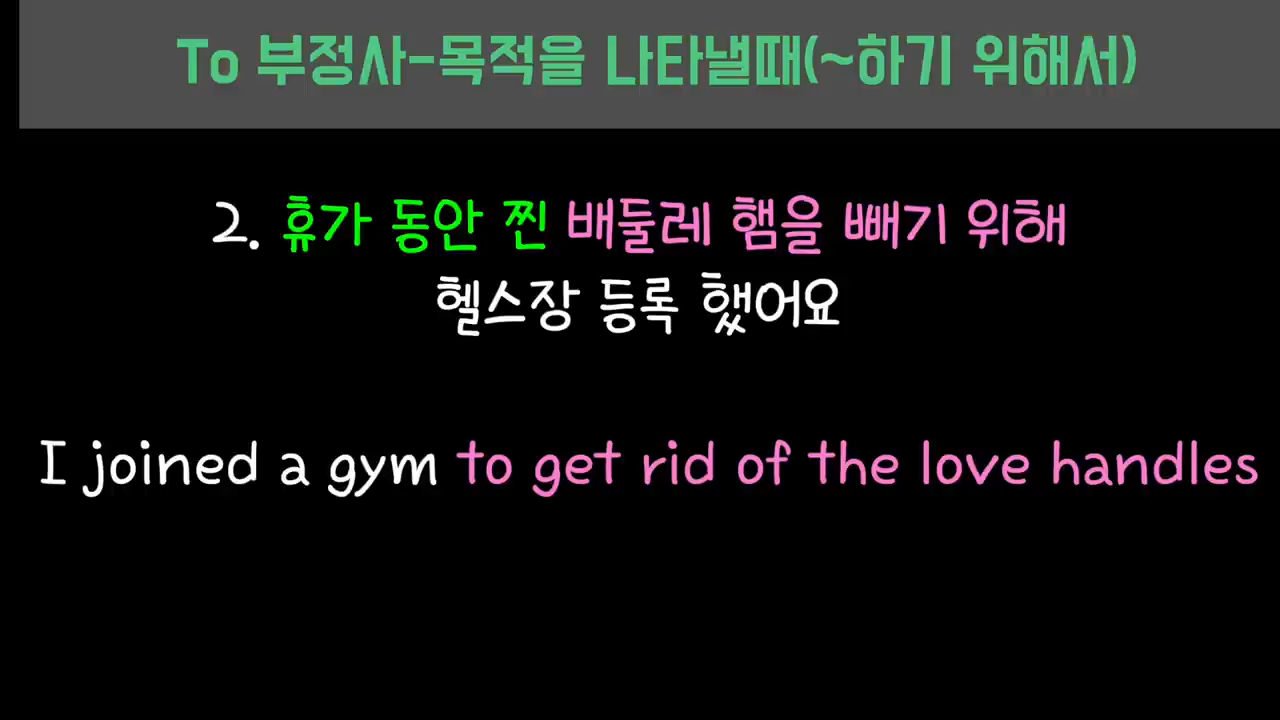 To 부정사-목적을 나타낼때(~하기 위해서)
2. 휴가 동안 찐 배둘레 햄을 빼기 위해
헬스장 등록 했어요
I joined a gym to get rid of the love handles